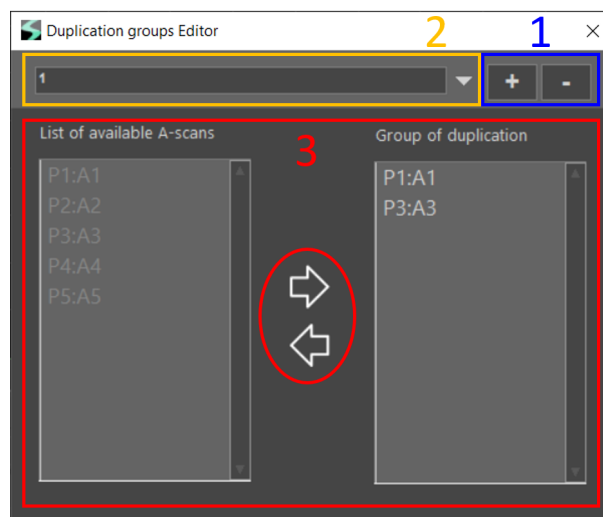 Duplication groups Editor
2
1
1
+
-
List of available A-scans
3
Group of duplication
P1:A1
P2:A2
P3:A3
P4:A4
P5:A5
P1:A1
P3:A3